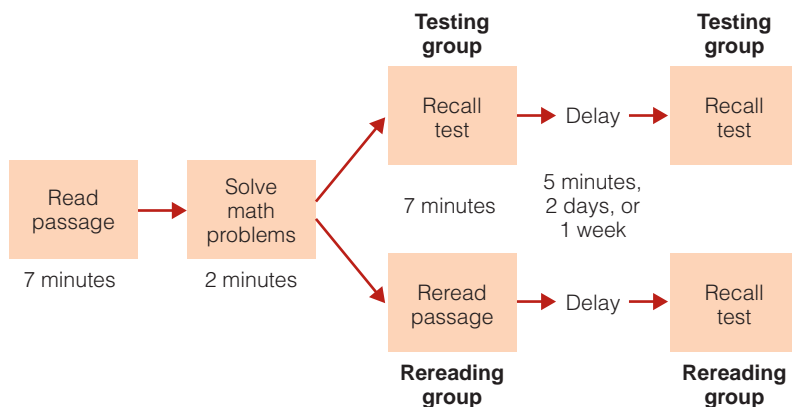 Testing
group
Testing
group
Recall
test
Delay
Recall
test
Read
passage
Solve
math
problems
7 minutes
5 minutes,
2 days, or
1 week
7 minutes
2 minutes
Reread
passage
Delay
Recall
test
Rereading
group
Rereading
group